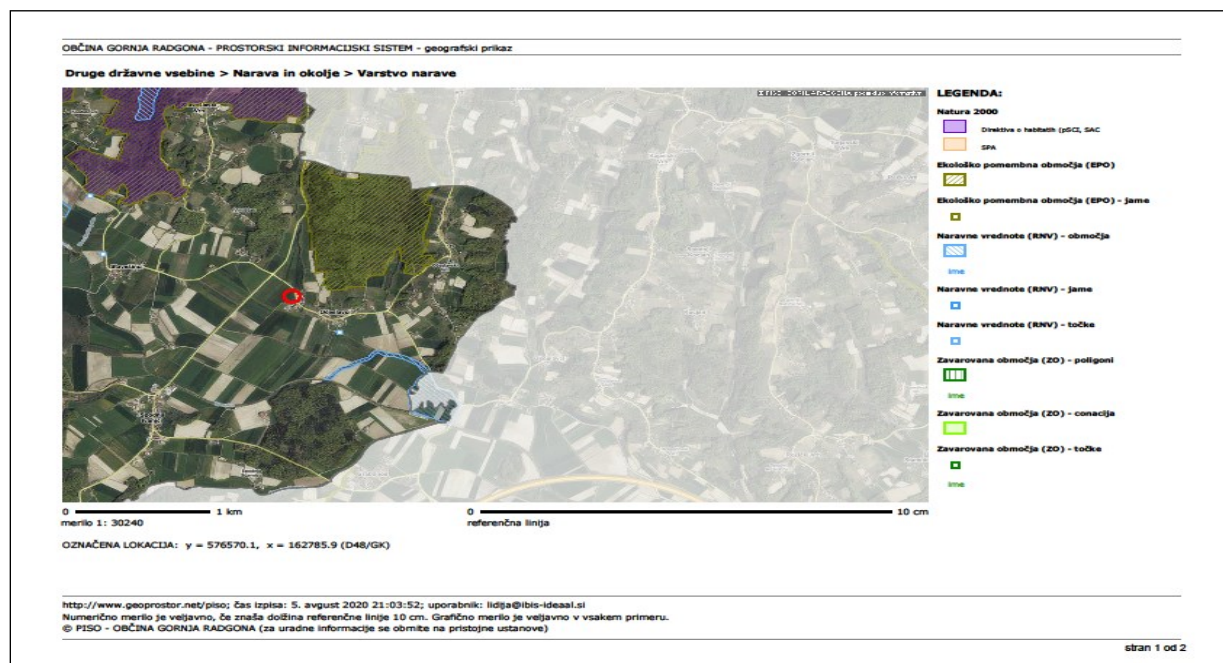 OBČINA GORNJA RADGONA - PROSTORSKI INFORMACIJSKI SISTEM - geografski prikaz
Druge državne vsebine > Narava in okolje > Varstvo narave
LEGENDA:
Natura 2000
Direktiva o habitatih (pSCI, SAC
SPA
Ekološko pomembna območja (EPO)
Ekološko pomembna območja (EPO) - jame
Naravne vrednote (RNV) - območja
ime
Naravne vrednote (RNV) - jame
Naravne vrednote (RNV) - točke
Zavarovana območja (ZO) - poligoni
ime
Zavarovana območja (ZO) - conacija
Zavarovana območja (ZO) - točke
ime
0 1 km
merilo 1: 30240
0 10 cm
referenčna linija
OZNAČENA LOKACIJA: y = 576570.1, x = 162785.9 (D48/GK)
http://www.geoprostor.net/piso; čas izpisa: 5. avgust 2020 21:03:52; uporabnik: lidija@ibis-ideaal.si
Numerično merilo je veljavno, če znaša dolžina referenčne linije 10 cm. Grafično merilo je veljavno v vsakem primeru.
© PISO - OBČINA GORNJA RADGONA (za uradne informacije se obrnite na pristojne ustanove)
stran 1 od 2